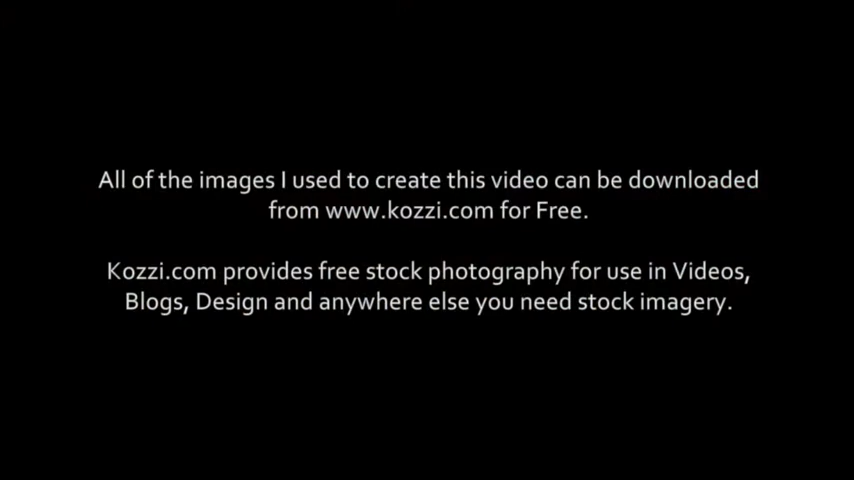 All of the images I used to create this video can be downloaded
from www.kozzi.com for Free.
Kozzi.com provides free stock photography for use in Videos,
Blogs, Design and anywhere else you need stock imagery.